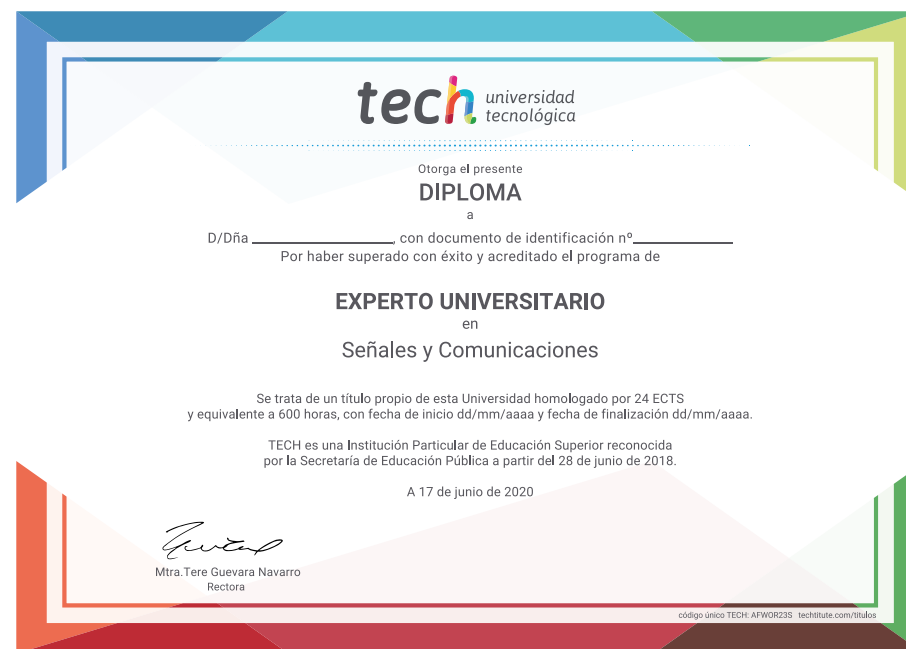 tech universidad
tecnológica
Otorga el presente
DIPLOMA
a
D/Dña ____________________, con documento de identificación nº______________
Por haber superado con éxito y acreditado el programa de
EXPERTO UNIVERSITARIO
en
Señales y Comunicaciones
Se trata de un título propio de esta Universidad homologado por 24 ECTS
y equivalente a 600 horas, con fecha de inicio dd/mm/aaaa y fecha de finalización dd/mm/aaaa.
TECH es una Institución Particular de Educación Superior reconocida
por la Secretaría de Educación Pública a partir del 28 de junio de 2018.
A 17 de junio de 2020
Mtra.Tere Guevara Navarro
Rectora
código único TECH: AFWOR23S techtitute.com/titulos